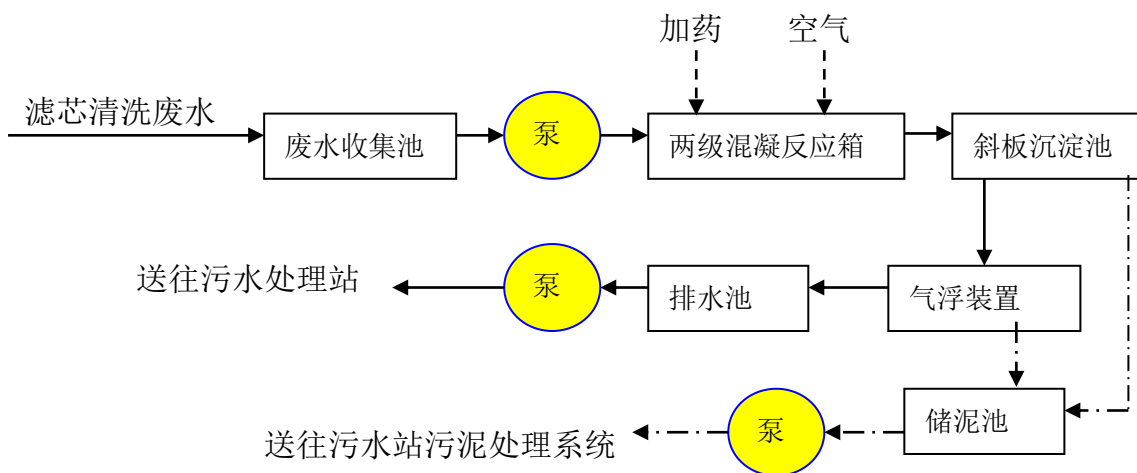 加药
空气
滤芯清洗废水
废水收集池
泵
两级混凝反应箱
斜板沉淀池
送往污水处理站
泵
排水池
气浮装置
送往污水站污泥处理系统
泵
储泥池